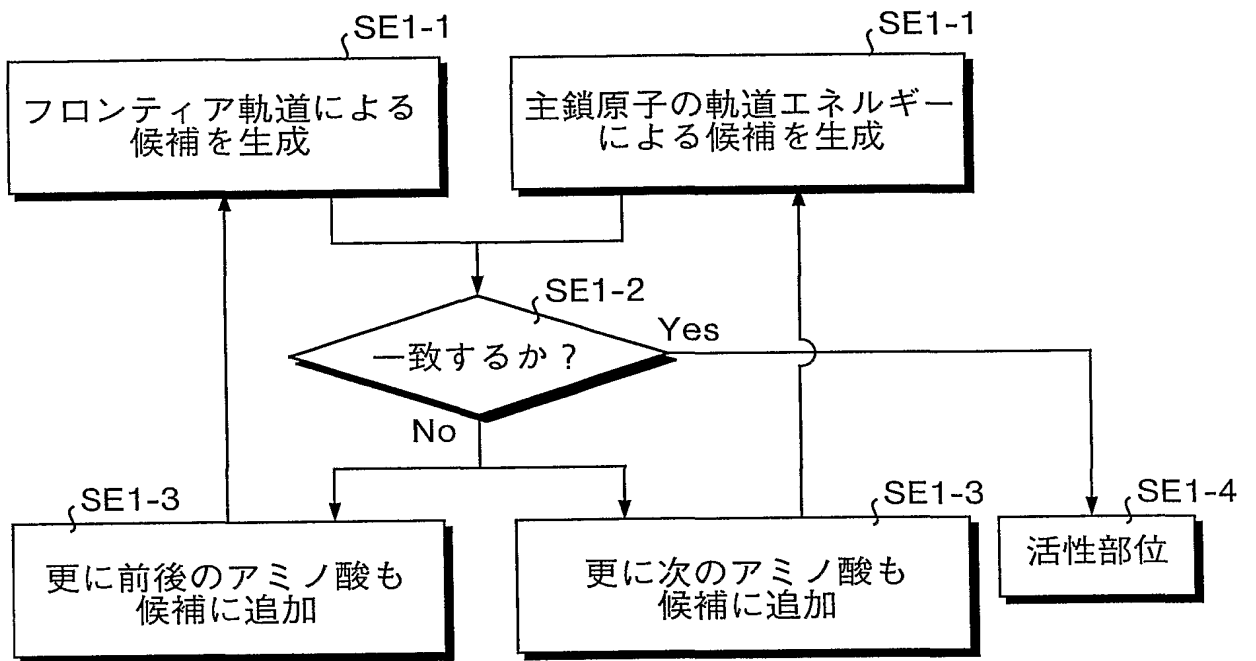 SE1-1
フロンティア軌道による
候補を生成
SE1-1
主鎖原子の軌道エネルギー
による候補を生成
SE1-2
一致するか？
Yes
No
SE1-3
更に前後のアミノ酸も
候補に追加
SE1-3
更に次のアミノ酸も
候補に追加
SE1-4
活性部位